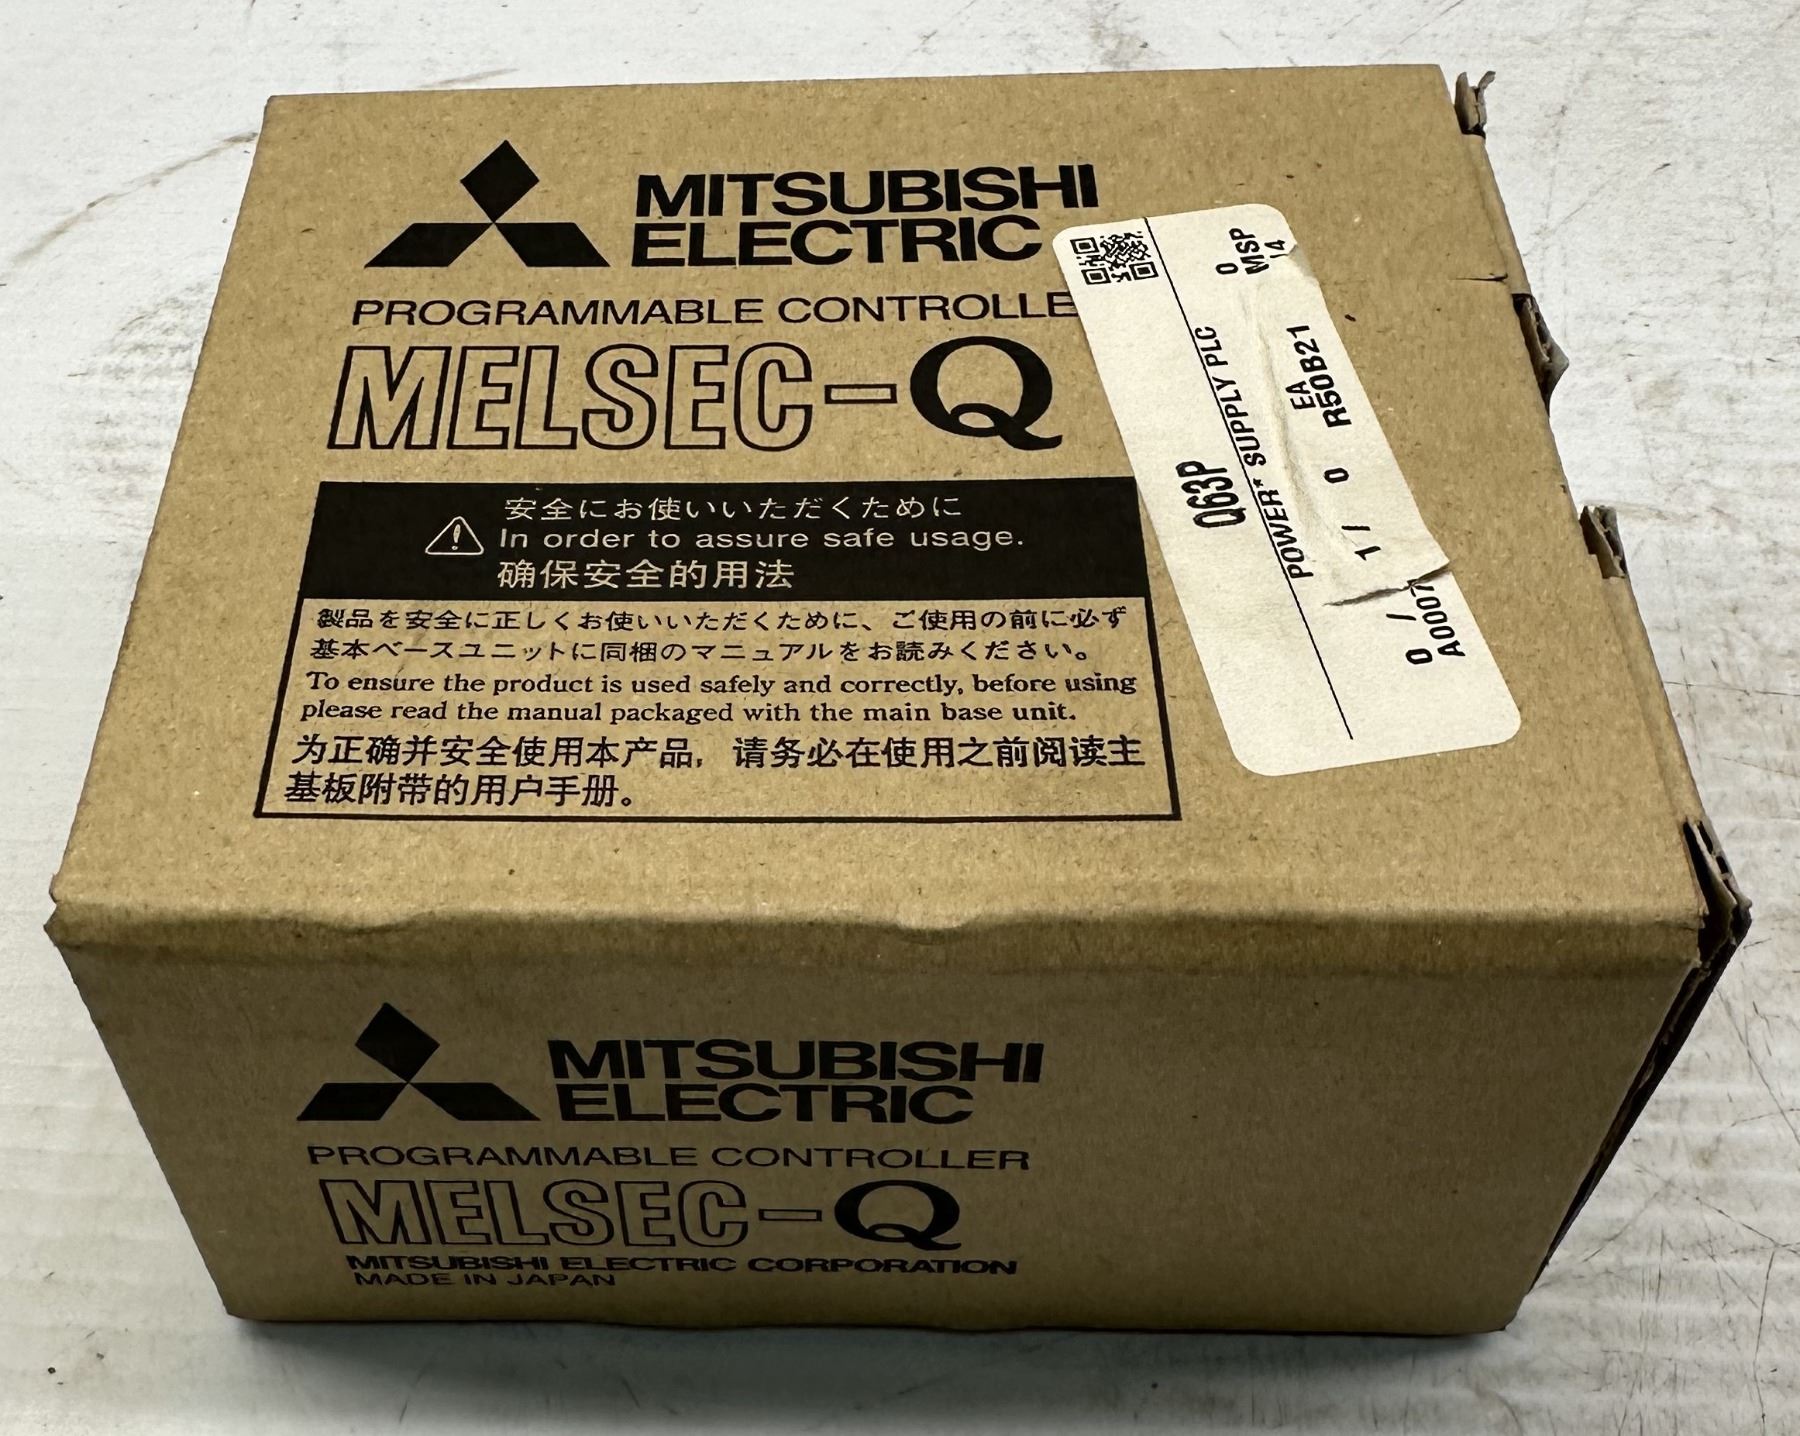 MITSUBISHI
ELECTRIC
PROGRAMMABLE CONTROLLE
MELSEC-Q
安全にお使いいただくために
In order to assure safe usage.
确保安全的用法
製品を安全に正しくお使いいただくために、ご使用の前に必ず
基本ベースユニットに同梱のマニュアルをお読みください。
To ensure the product is used safely and correctly, before using
please read the manual packaged with the main base unit.
为正确并安全使用本产品，请务必在使用之前阅读主
基板附带的用户手册。
Q63P
POWER* SUPPLY PLC
0
MSP
14
EA
1/ 0 R50B21
0 /
A0007
MITSUBISHI
ELECTRIC
PROGRAMMABLE CONTROLLER
MELSEC-Q
MITSUBISHI ELECTRIC CORPORATION
MADE IN JAPAN